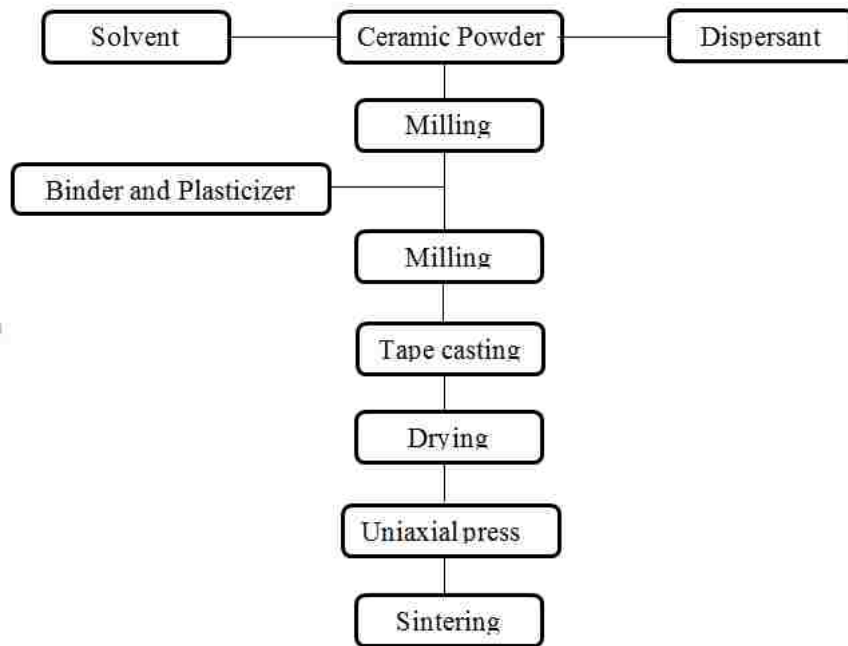 Solvent
Ceramic Powder
Dispersant
Milling
Binder and Plasticizer
Milling
Tape casting
Drying
Uniaxial press
Sintering